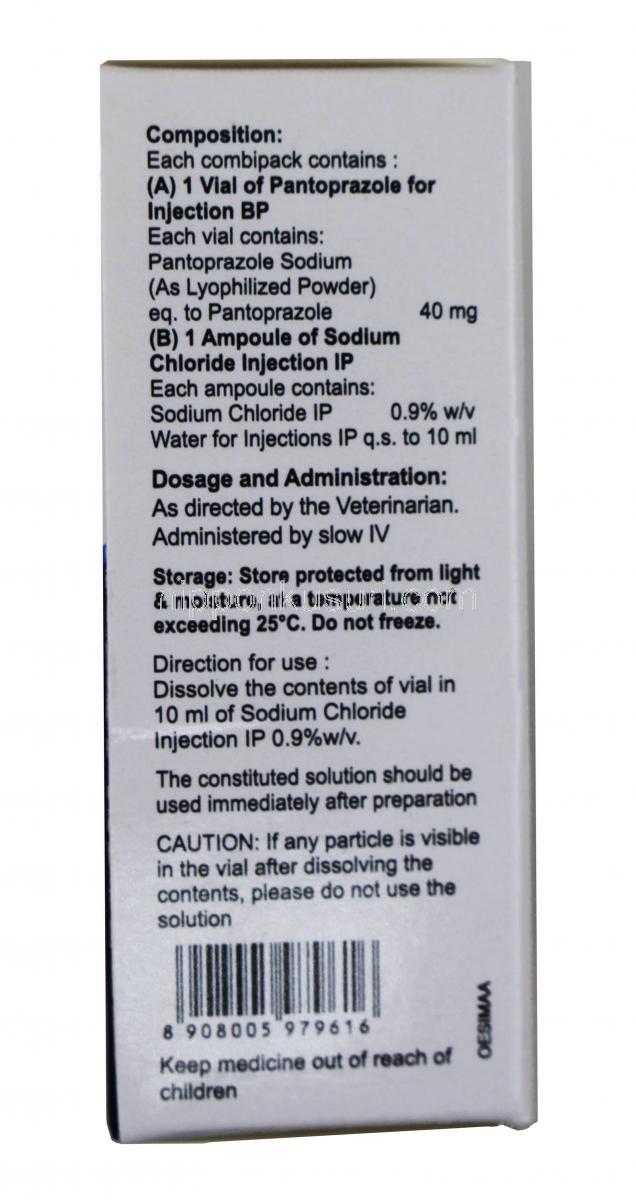 Composition:
Each combipack contains :
(A) 1 Vial of Pantoprazole for
Injection BP
Each vial contains:
Pantoprazole Sodium
(As Lyophilized Powder)
eq. to Pantoprazole 40 mg
(B) 1 Ampoule of Sodium
Chloride Injection IP
Each ampoule contains:
Sodium Chloride IP 0.9% w/v
Water for Injections IP q.s. to 10 ml
Dosage and Administration:
As directed by the Veterinarian.
Administered by slow IV
Storage: Store protected from light
& moisture, at a temperature not
exceeding 25°C. Do not freeze.
Direction for use :
Dissolve the contents of vial in
10 ml of Sodium Chloride
Injection IP 0.9%w/v.
The constituted solution should be
used immediately after preparation
CAUTION: If any particle is visible
in the vial after dissolving the
contents, please do not use the
solution
8 908005 979616
OESIMAA
Keep medicine out of reach of
children